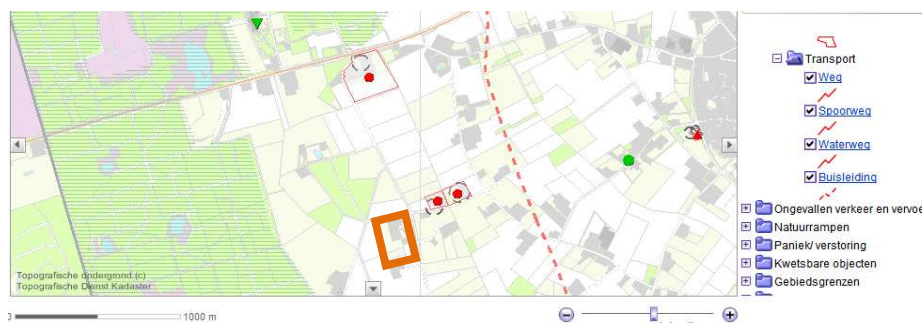 Transport
Weg
Spoorweg
Waterweg
Buisleiding
Ongevallen verkeer en vervoe
Natuurrampen
Paniek/verstoring
Kwetsbare objecten
Gebiedsgrenzen
Topografische ondergrond (c)
Topografische Dienst Kadaster
0
1000 m